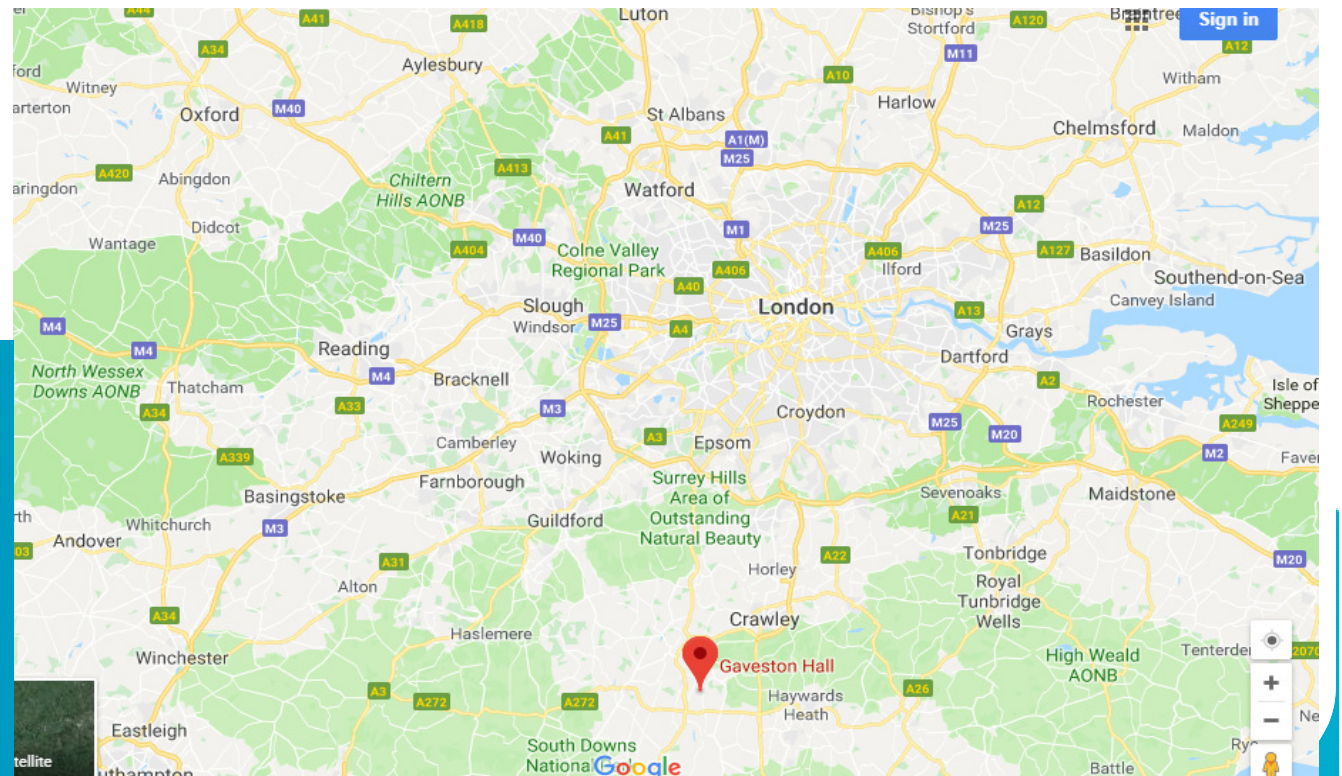 A44
A41
A418
Luton
Bishop's
Stortford
A120
Braintree
Sign in
A34
Aylesbury
M11
A12
ford
Witney
A10
Witham
arterton
Oxford
M40
St Albans
Harlow
A41
A1(M)
M25
Chelmsford
Maldon
A420
Abingdon
A413
aringdon
Chiltern
Hills AONB
Watford
A12
Didcot
M1
M25
Wantage
A404
M40
Colne Valley
Regional Park
A406
A406
Ilford
A127
Basildon
A40
Southend-on-Sea
Canvey Island
Slough
Windsor
M25
A4
London
A13
M4
M4
Reading
Grays
Dartford
North Wessex
Downs AONB
Thatcham
M4
Bracknell
A2
Isle of
Sheppe
A34
A33
M3
Croydon
Rochester
A249
Camberley
A3
Epsom
M25
M20
A339
Woking
M2
Faver
Basingstoke
Farnborough
Surrey Hills
Area of
Outstanding
Natural Beauty
Sevenoaks
Maidstone
rth
Whitchurch
M3
Guildford
A21
03
Andover
A31
Alton
Horley
A22
Tonbridge
M20
Royal
Tunbridge
Wells
A34
Crawley
Haslemere
Winchester
Gaveston Hall
High Weald
AONB
Tenterde
2070
A3
A272
A272
Haywards
Heath
A26
Ne
Eastleigh
South Downs
National
Google
Rye
tellite
uthampton
Battle